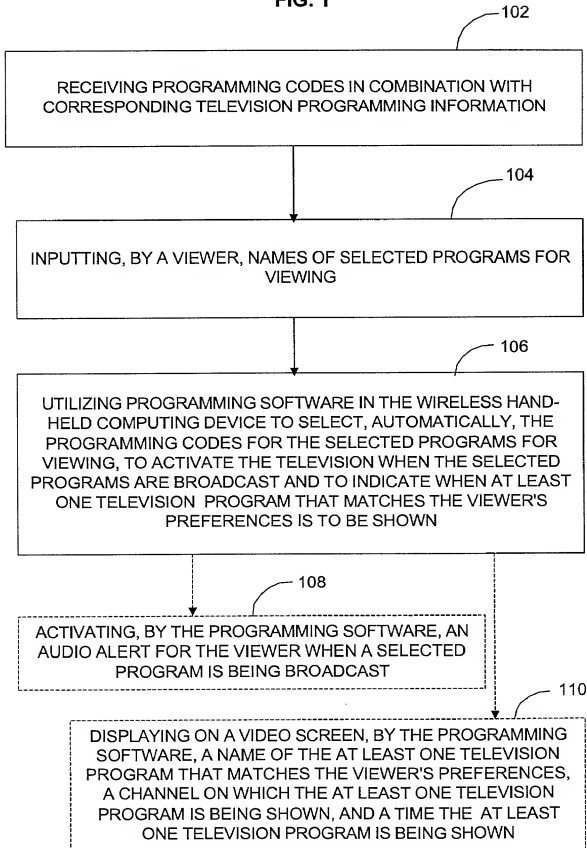 FIG. 1
102
RECEIVING PROGRAMMING CODES IN COMBINATION WITH
CORRESPONDING TELEVISION PROGRAMMING INFORMATION
104
INPUTTING, BY A VIEWER, NAMES OF SELECTED PROGRAMS FOR
VIEWING
106
UTILIZING PROGRAMMING SOFTWARE IN THE WIRELESS HAND-
HELD COMPUTING DEVICE TO SELECT, AUTOMATICALLY, THE
PROGRAMMING CODES FOR THE SELECTED PROGRAMS FOR
VIEWING, TO ACTIVATE THE TELEVISION WHEN THE SELECTED
PROGRAMS ARE BROADCAST AND TO INDICATE WHEN AT LEAST
ONE TELEVISION PROGRAM THAT MATCHES THE VIEWER'S
PREFERENCES IS TO BE SHOWN
108
ACTIVATING, BY THE PROGRAMMING SOFTWARE, AN
AUDIO ALERT FOR THE VIEWER WHEN A SELECTED
PROGRAM IS BEING BROADCAST
110
DISPLAYING ON A VIDEO SCREEN, BY THE PROGRAMMING
SOFTWARE, A NAME OF THE AT LEAST ONE TELEVISION
PROGRAM THAT MATCHES THE VIEWER'S PREFERENCES,
A CHANNEL ON WHICH THE AT LEAST ONE TELEVISION
PROGRAM IS BEING SHOWN, AND A TIME THE AT LEAST
ONE TELEVISION PROGRAM IS BEING SHOWN